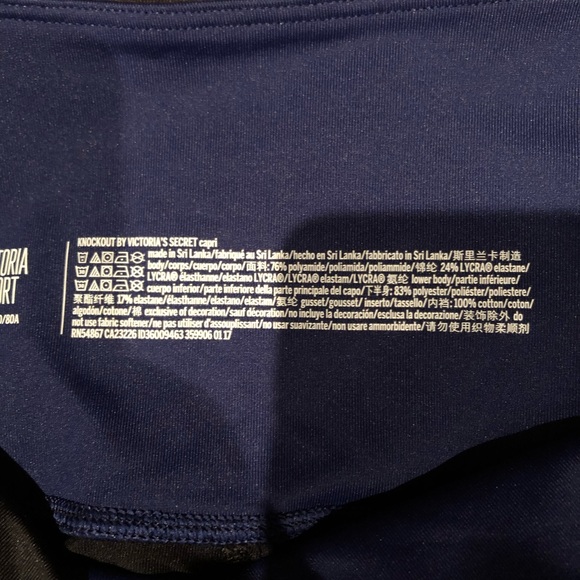 TORIA
ORT
0/80A
KNOCKOUT BY VICTORIA'S SECRET capri
made in Sri Lanka/fabriqué au Sri Lanka/hecho en Sri Lanka/fabbricato in Sri Lanka/斯里兰卡制造
body/corps/cuerpo/corpo/面料:76% polyamide/poliamida/poliammide/锦纶 24% LYCRA® elastane/
LYCRA® élasthanne/elastano LYCRA®/LYCRA® elastam/LYCRA® 氨纶 lower body/partie inférieure/
cuerpo inferior/parte inferiore della parte principale del capo/下半身/83% polyester/poliéster/poliestere/
聚酯纤维 17% elastane/élasthanne/elastano/elastam/氨纶 gusset/gousset/ inserto/tassello/内裆:100% cotton/coton/
algodón/cotone/棉 exclusive of decoration/sauf décoration/no incluye la decoración/esclusa la decorazione/装饰除外 do
not use fabric softener/ne pas utiliser d'assouplissant/no usar suavizante/non usare ammorbidente/请勿使用织物柔顺剂
RN54867 CA23226 ID36009463 359906 01 17